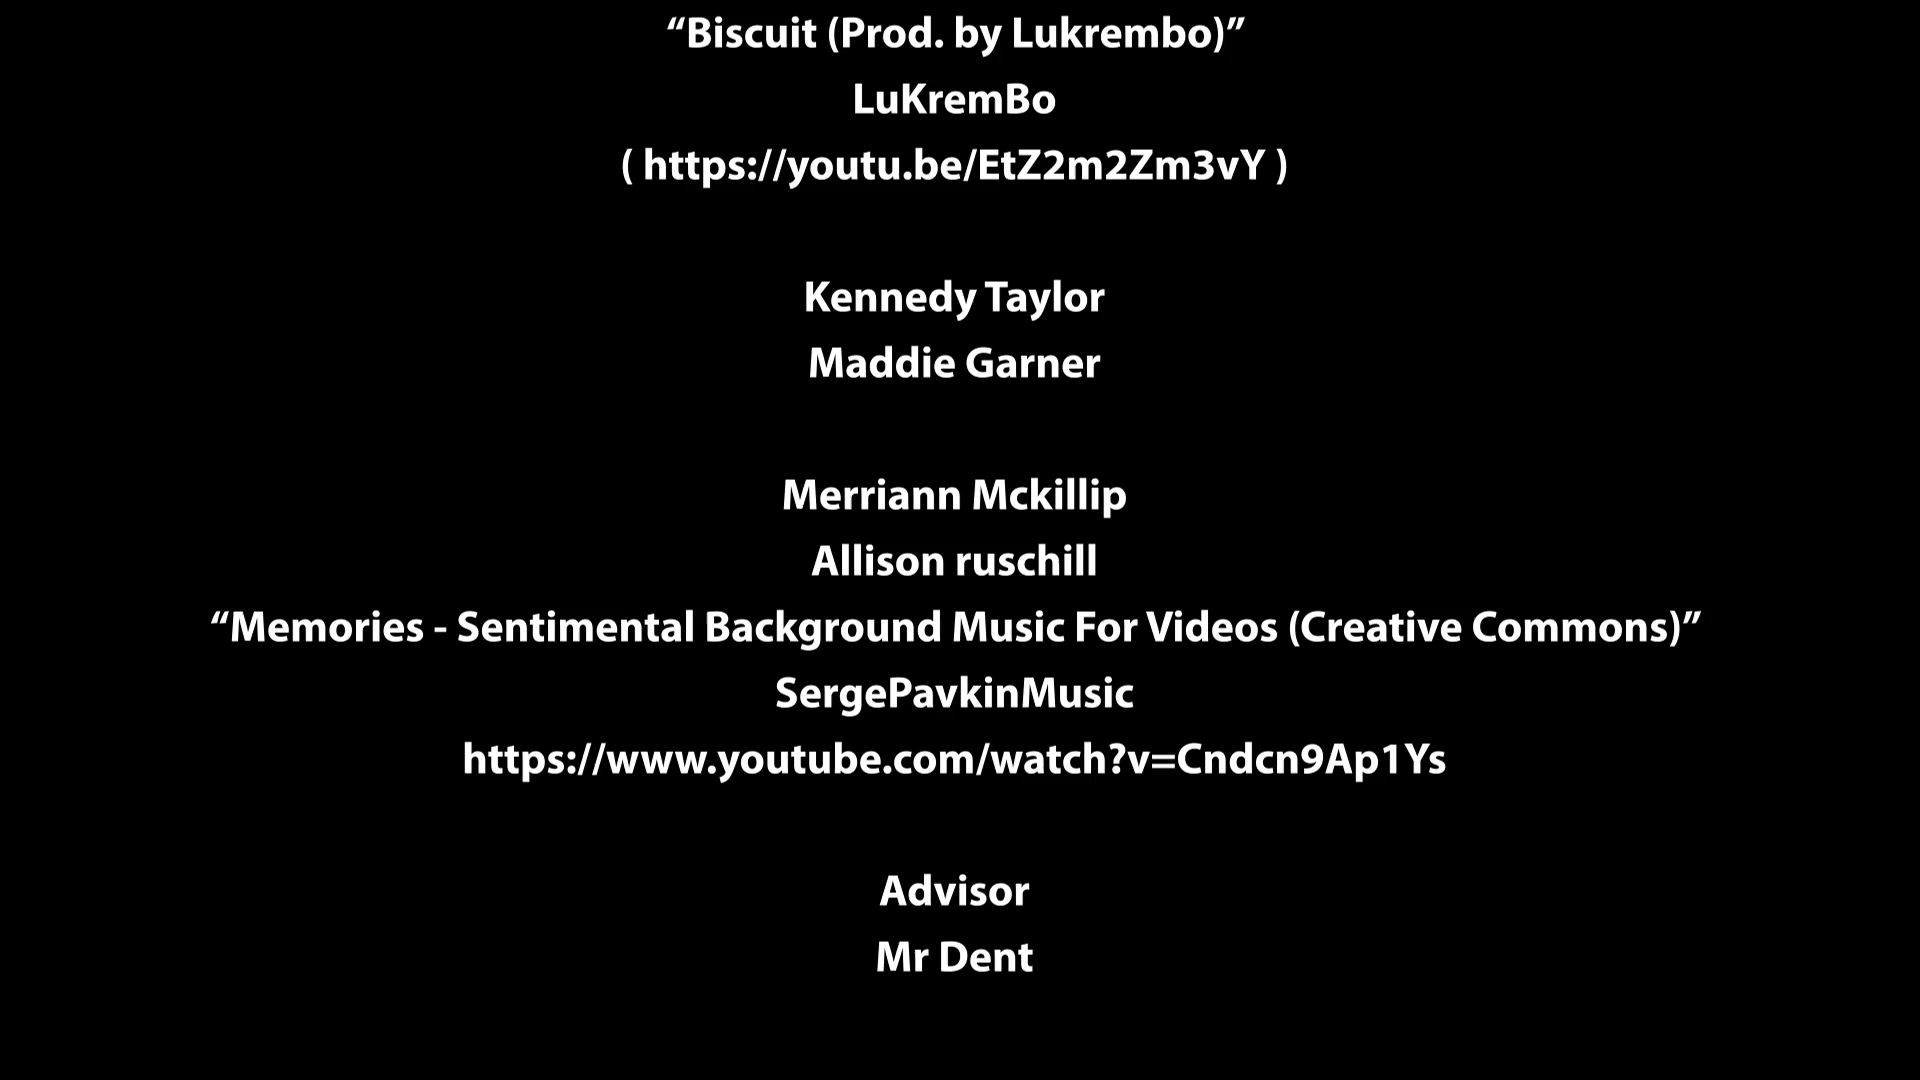 “Biscuit (Prod. by Lukrembo)”
LuKremBo
( https://youtu.be/EtZ2m2Zm3vY )
Kennedy Taylor
Maddie Garner
Merriann Mckillip
Allison ruschill
“Memories - Sentimental Background Music For Videos (Creative Commons)”
SergePavkinMusic
https://www.youtube.com/watch?v=Cndcn9Ap1Ys
Advisor
Mr Dent